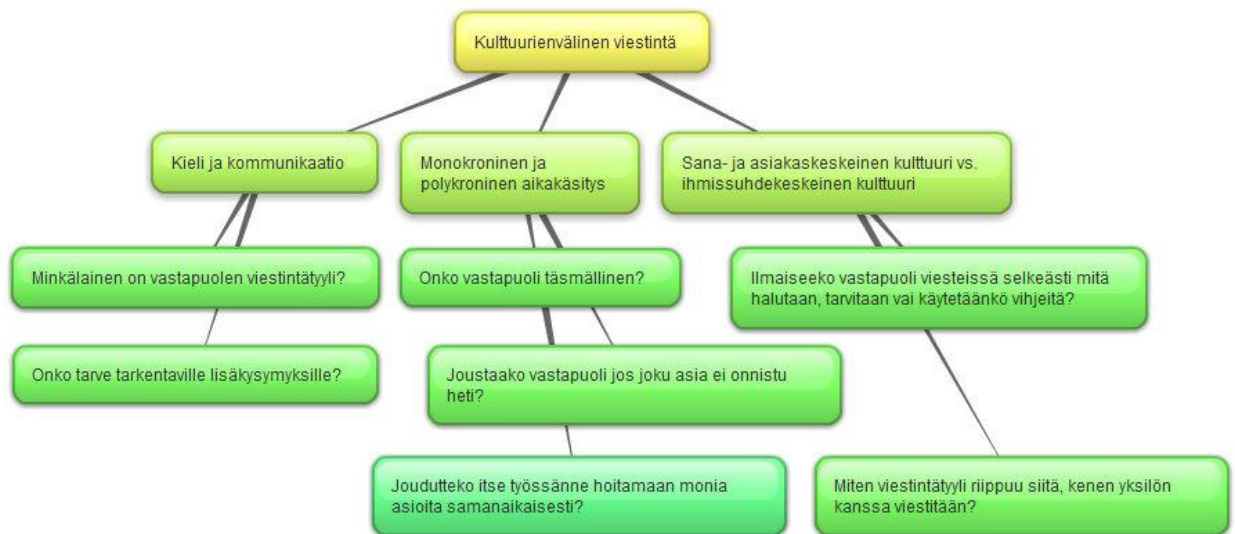 Kulttuurienvälinen viestintä
Kieli ja kommunikaatio
Monokroninen ja
polykroninen aikakäsitys
Sana- ja asiakaskeskeinen kulttuuri vs.
ihmissuhdekeskeinen kulttuuri
Minkälainen on vastapuolen viestintätyyli?
Onko vastapuoli täsmällinen?
Ilmaiseeko vastapuoli viesteissä selkeästi mitä
halutaan, tarvitaan vai käytetäänkö vihjeitä?
Onko tarve tarkentaville lisäkysymyksille?
Joustaako vastapuoli jos joku asia ei onnistu
heti?
Joudutteko itse työssänne hoitamaan monia
asioita samanaikaisesti?
Miten viestintätyyli riippuu siitä, kenen yksilön
kanssa viestitään?